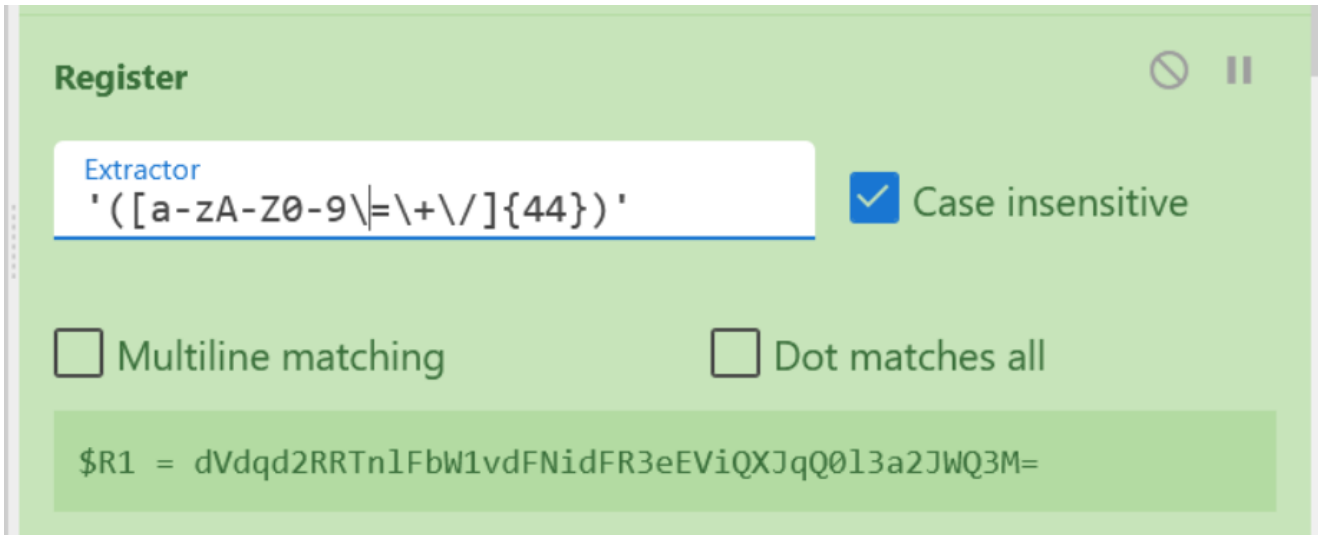 Register
Extractor
'([a-zA-Z0-9\=\+\/]{44})'
Case insensitive
Multiline matching
Dot matches all
$R1 = dVdqd2RRTnlFbW1vdFNidFR3eEViQXJqQ0l3a2JWQ3M=